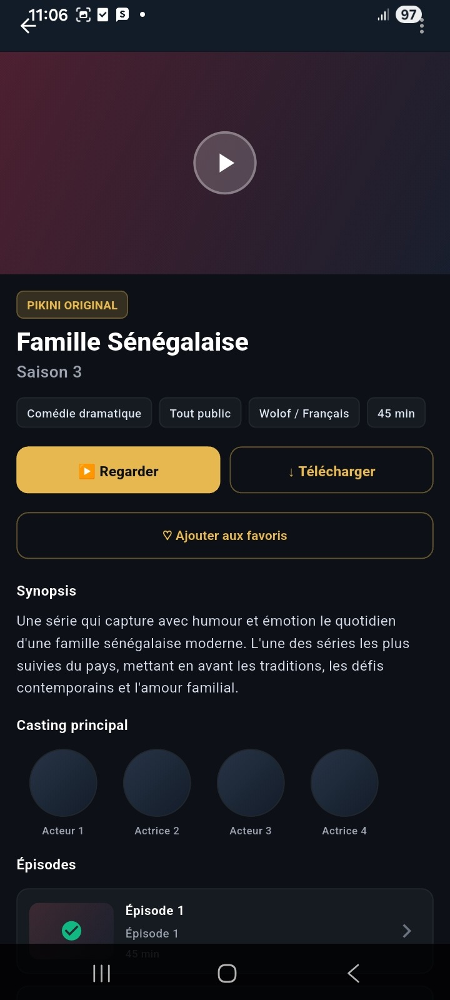 11:06
97
PIKINI ORIGINAL
Famille Sénégalaise
Saison 3
Comédie dramatique
Tout public
Wolof / Français
45 min
▶️ Regarder
↓ Télécharger
♡ Ajouter aux favoris
Synopsis
Une série qui capture avec humour et émotion le quotidien
d'une famille sénégalaise moderne. L'une des séries les plus
suivies du pays, mettant en avant les traditions, les défis
contemporains et l'amour familial.
Casting principal
Acteur 1
Actrice 2
Acteur 3
Actrice 4
Épisodes
Épisode 1
Épisode 1
45 min